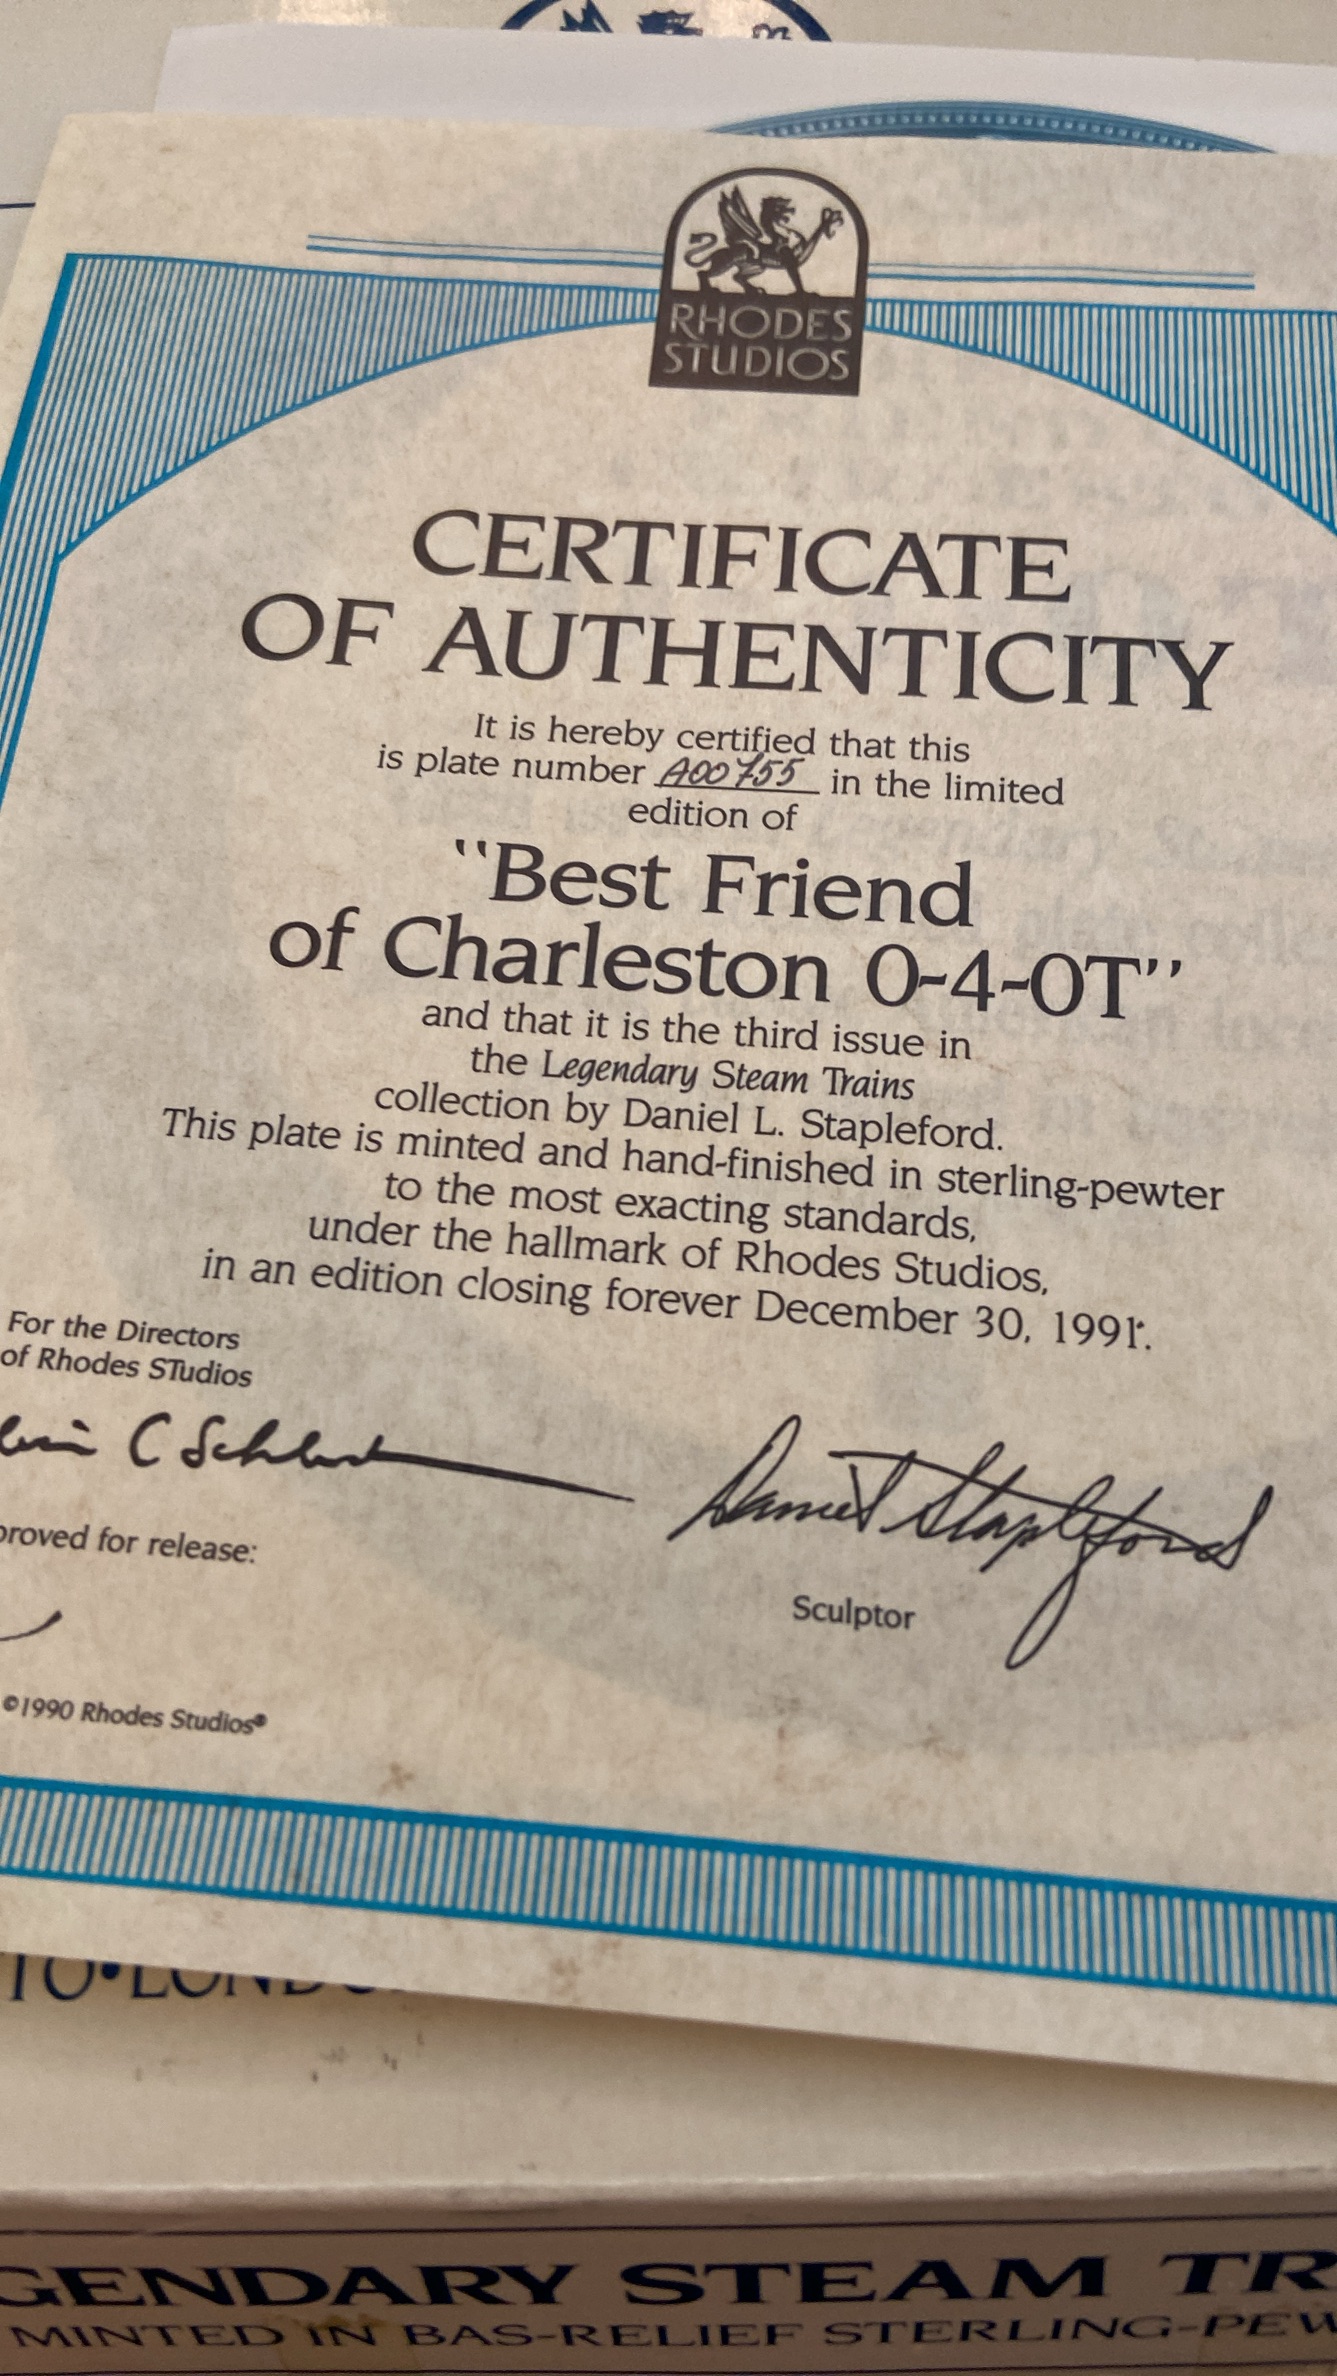 RHODES
STUDIOS
CERTIFICATE
OF AUTHENTICITY
It is hereby certified that this
is plate number A00755 in the limited
edition of
"Best Friend
of Charleston 0-4-0T"
and that it is the third issue in
the Legendary Steam Trains
collection by Daniel L. Stapleford.
This plate is minted and hand-finished in sterling-pewter
to the most exacting standards,
under the hallmark of Rhodes Studios,
in an edition closing forever December 30, 1991.
For the Directors
of Rhodes STudios
Daniel Stapleford
proved for release:
Sculptor
©1990 Rhodes Studios®
TO•LOND
GENDARY STEAM TR
MINTED IN BAS-RELIEF STERLING-PEW